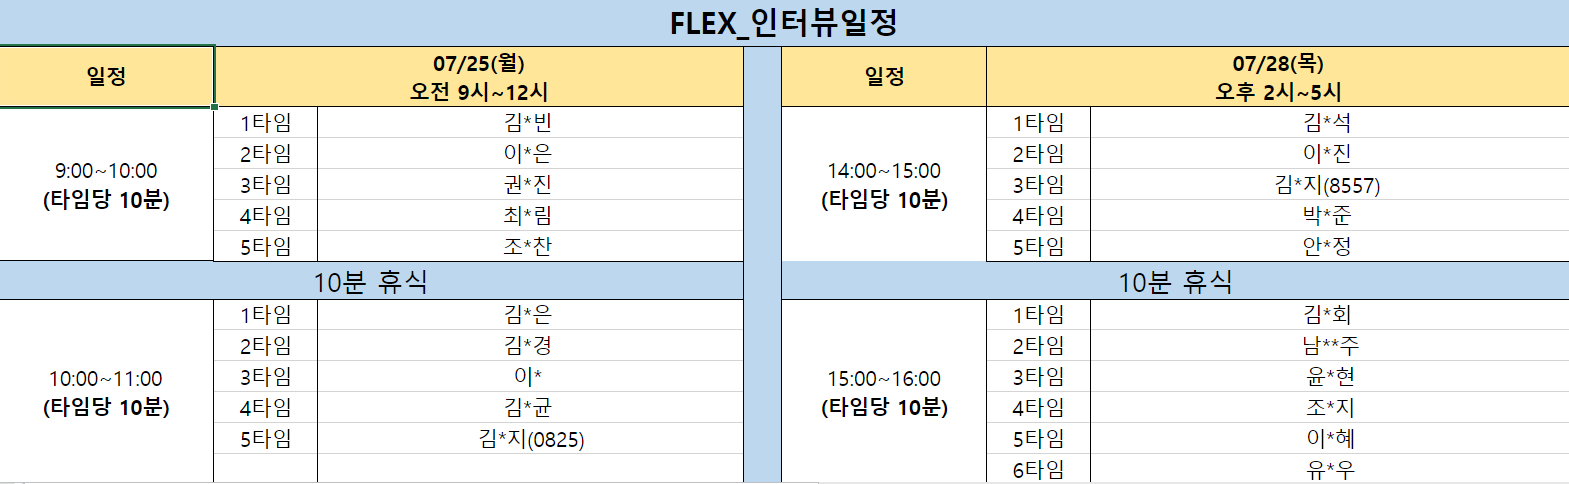 FLEX_인터뷰일정
일정
07/25(월)
오전 9시~12시
9:00~10:00
(타임당 10분)
1타임 김*빈
2타임 이*은
3타임 권*진
4타임 최*림
5타임 조*찬
10분 휴식
10:00~11:00
(타임당 10분)
1타임 김*은
2타임 김*경
3타임 이*
4타임 김*균
5타임 김*지(0825)
일정
07/28(목)
오후 2시~5시
14:00~15:00
(타임당 10분)
1타임 김*석
2타임 이*진
3타임 김*지(8557)
4타임 박*준
5타임 안*정
10분 휴식
15:00~16:00
(타임당 10분)
1타임 김*회
2타임 남**주
3타임 윤*현
4타임 조*지
5타임 이*혜
6타임 유*우